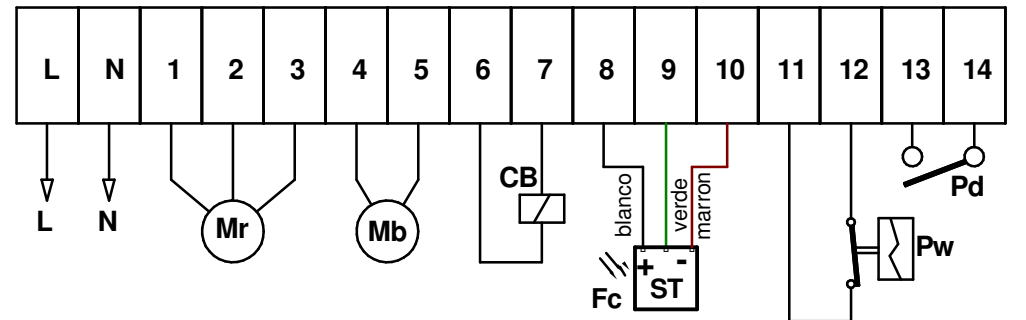 L N 1 2 3 4 5 6 7 8 9 10 11 12 13 14
L N Mr Mb CB blanco verde marron Pd
+ - ST Fc Pw